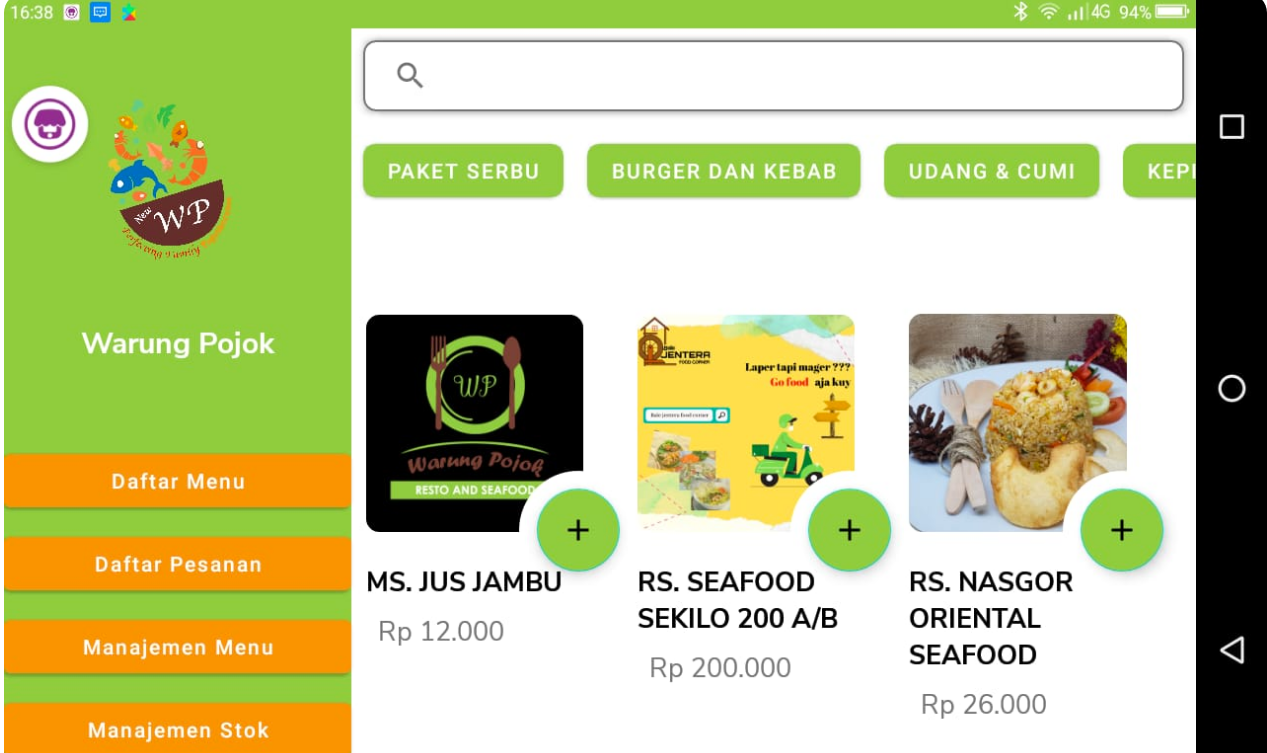 16:38
4G 94%
New
WP
Warung Pojok
Daftar Menu
Daftar Pesanan
Manajemen Menu
Manajemen Stok
PAKET SERBU
BURGER DAN KEBAB
UDANG & CUMI
WP
Warung Pojok
RESTO AND SEAFOOD
MS. JUS JAMBU
Rp 12.000
JENTERA
FOOD CORNER
Laper tapi mager ???
Go food aja kuy
RS. SEAFOOD
SEKILO 200 A/B
Rp 200.000
RS. NASGOR
ORIENTAL
SEAFOOD
Rp 26.000